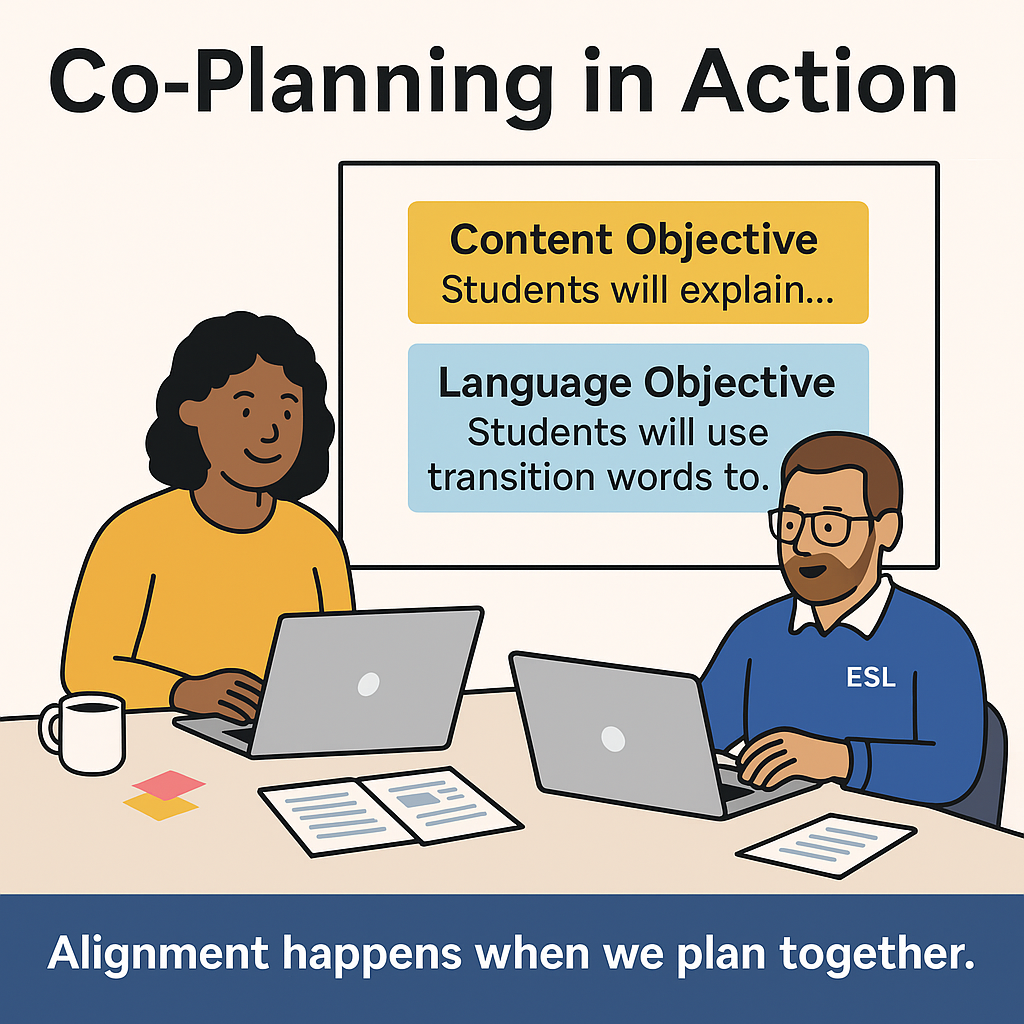 Co-Planning in Action
Content Objective
Students will explain...
Language Objective
Students will use
transition words to.
ESL
Alignment happens when we plan together.